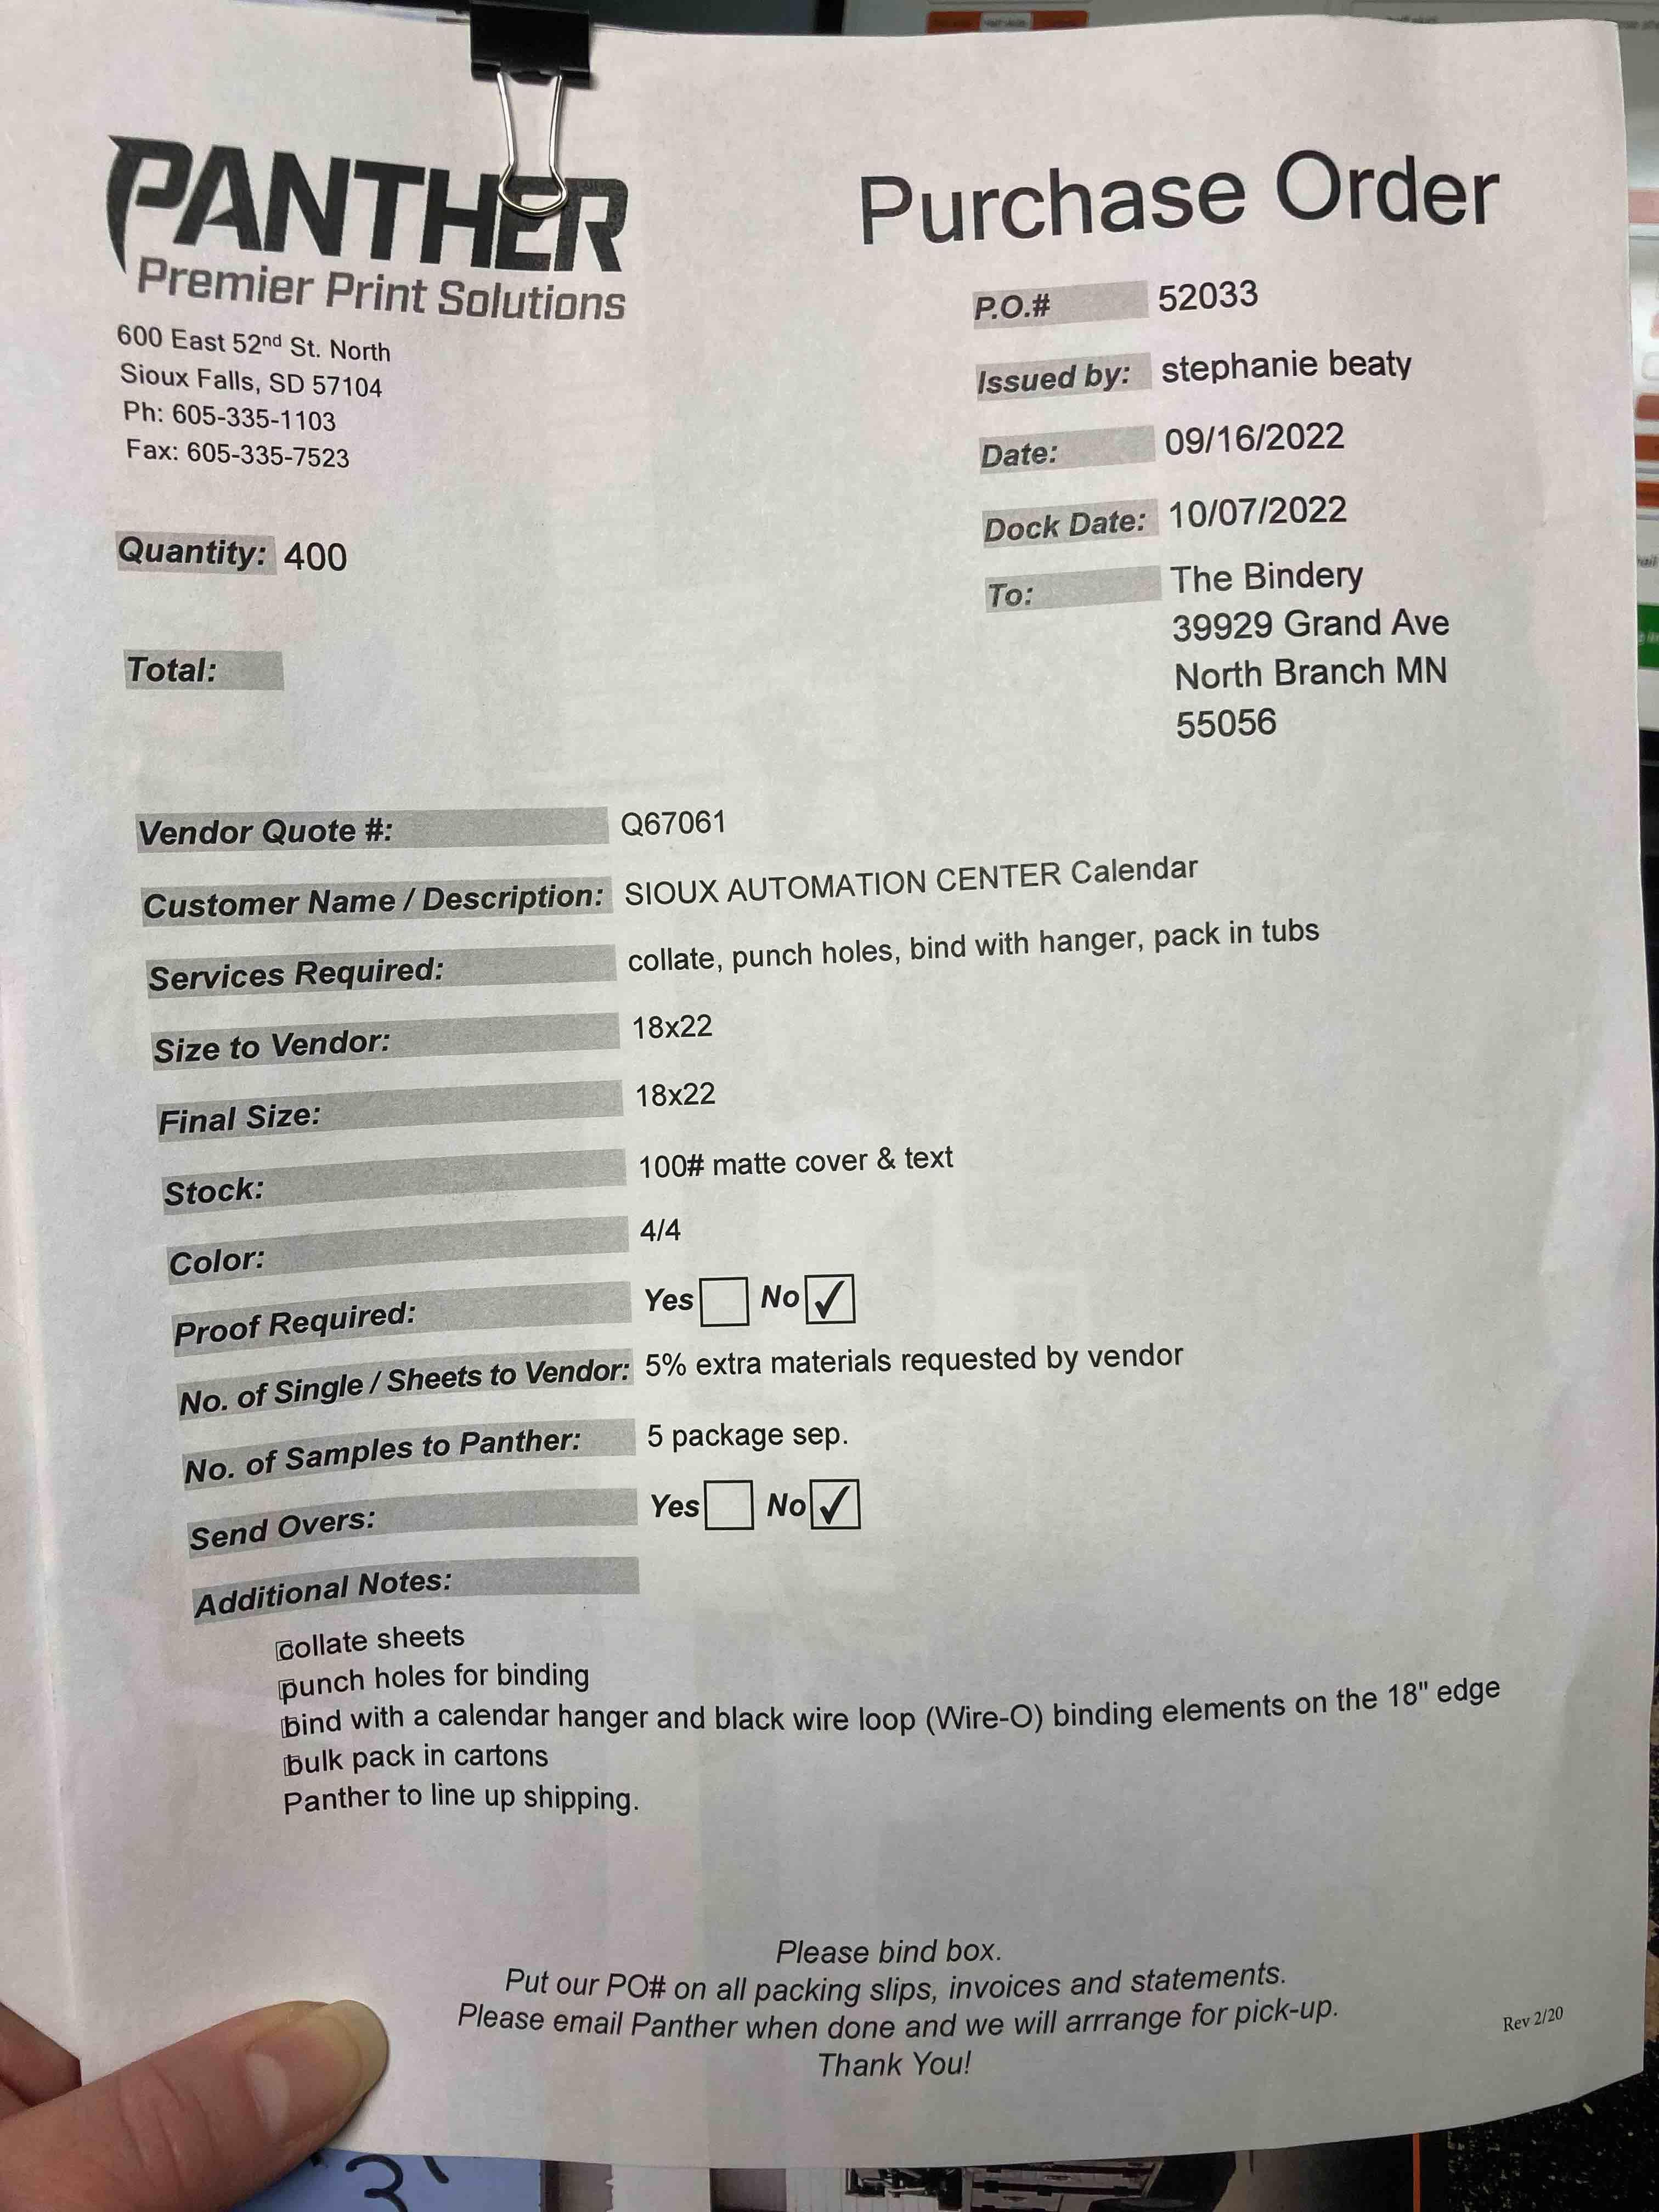 PANTHER
Premier Print Solutions
600 East 52nd St. North
Sioux Falls, SD 57104
Ph: 605-335-1103
Fax: 605-335-7523
Purchase Order
P.O.# 52033
Issued by: stephanie beaty
Date: 09/16/2022
Dock Date: 10/07/2022
To: The Bindery
39929 Grand Ave
North Branch MN
55056
Quantity: 400
Total:
Vendor Quote #: Q67061
Customer Name / Description: SIOUX AUTOMATION CENTER Calendar
Services Required: collate, punch holes, bind with hanger, pack in tubs
Size to Vendor: 18x22
Final Size: 18x22
Stock: 100# matte cover & text
Color: 4/4
Proof Required: Yes No ✓
No. of Single / Sheets to Vendor: 5% extra materials requested by vendor
No. of Samples to Panther: 5 package sep.
Send Overs: Yes No ✓
Additional Notes:
collate sheets
punch holes for binding
bind with a calendar hanger and black wire loop (Wire-O) binding elements on the 18" edge
bulk pack in cartons
Panther to line up shipping.
Please bind box.
Put our PO# on all packing slips, invoices and statements.
Please email Panther when done and we will arrrange for pick-up.
Thank You!
Rev 2/20